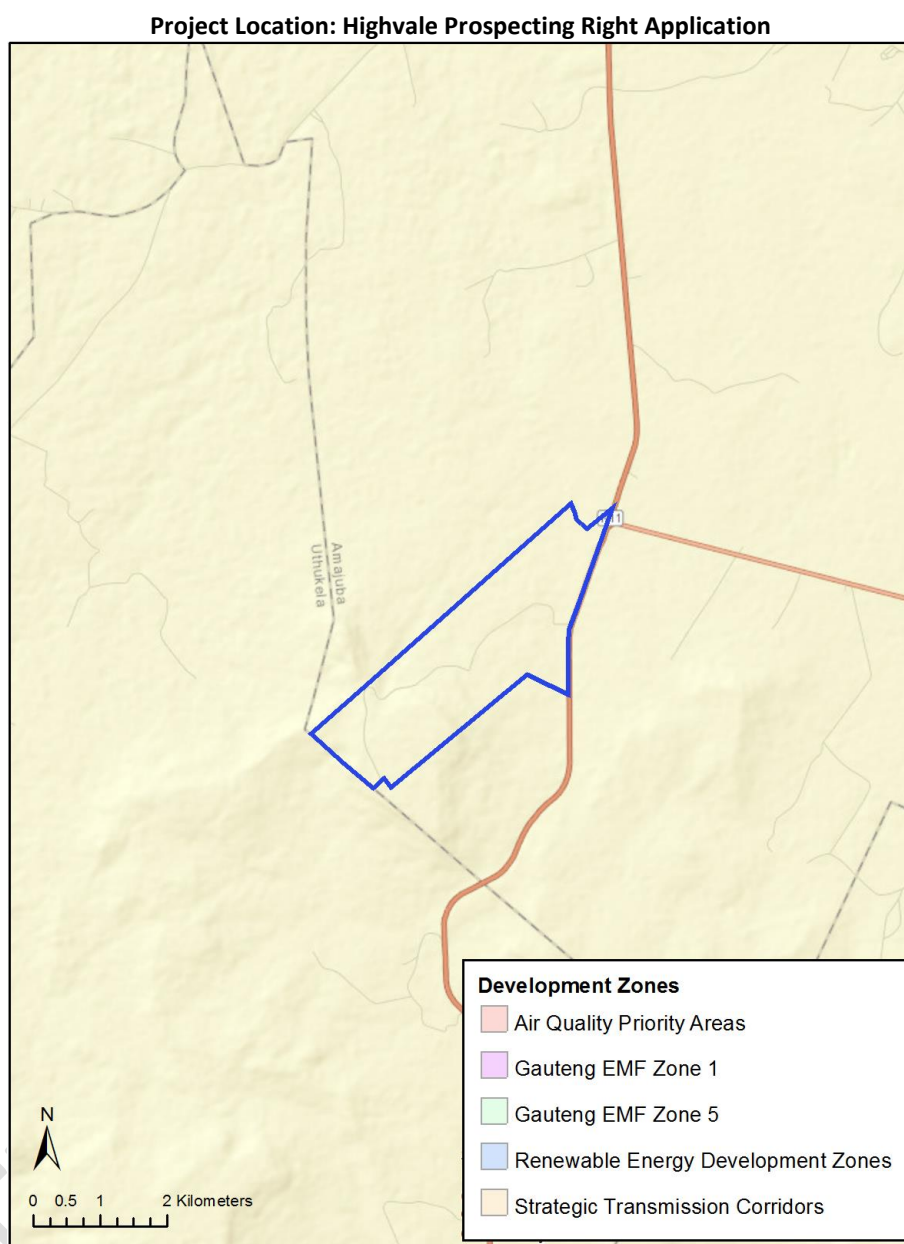 Project Location: Highvale Prospecting Right Application
Amajuba
Uthukela
Development Zones
Air Quality Priority Areas
Gauteng EMF Zone 1
Gauteng EMF Zone 5
Renewable Energy Development Zones
Strategic Transmission Corridors
N
0 0.5 1 2 Kilometers